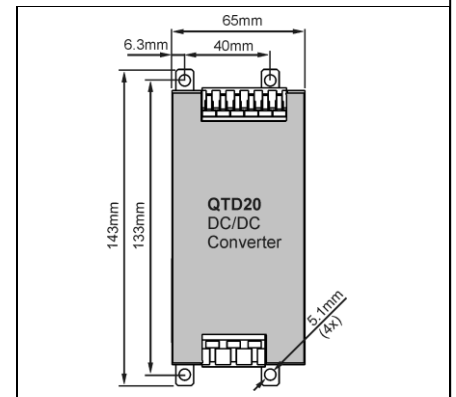 65mm
6.3mm
40mm
143mm
133mm
QTD20
DC/DC
Converter
5.1mm
(4x)